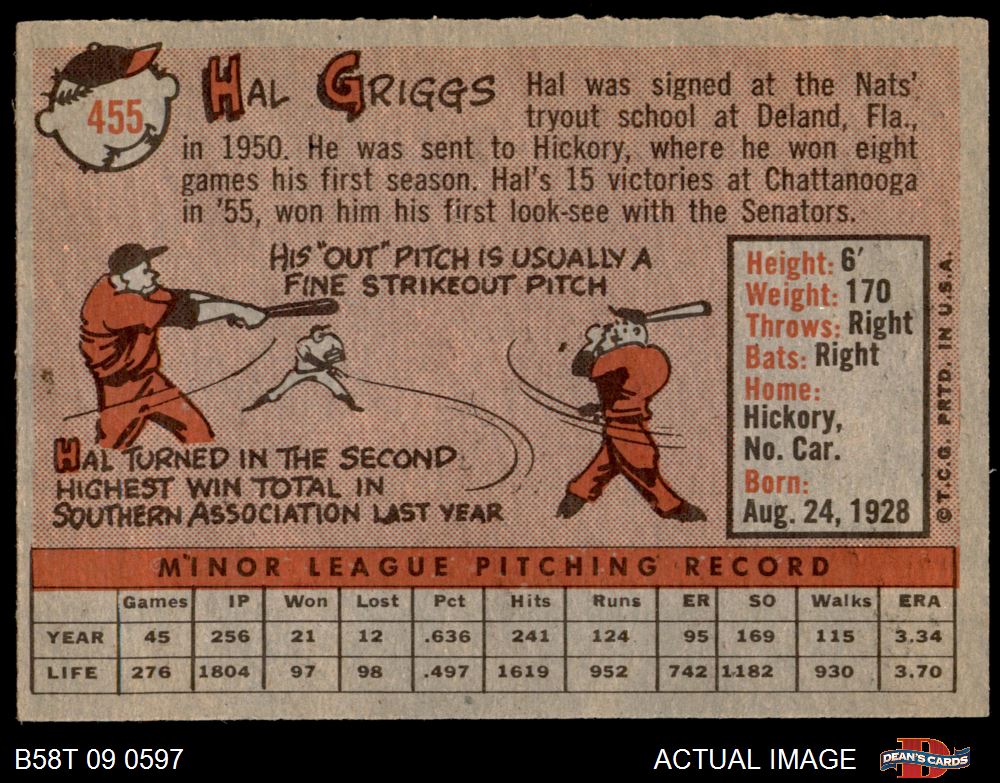 455
HAL GRIGGS
Hal was signed at the Nats'
tryout school at Deland, Fla.,
in 1950. He was sent to Hickory, where he won eight
games his first season. Hal's 15 victories at Chattanooga
in '55, won him his first look-see with the Senators.
HIS "OUT" PITCH IS USUALLY A
FINE STRIKEOUT PITCH
HAL TURNED IN THE SECOND
HIGHEST WIN TOTAL IN
SOUTHERN ASSOCIATION LAST YEAR
Height: 6'
Weight: 170
Throws: Right
Bats: Right
Home:
Hickory,
No. Car.
Born:
Aug. 24, 1928
© T.C.G. PRTD. IN U.S.A.
MINOR LEAGUE PITCHING RECORD
Games IP Won Lost Pct Hits Runs ER SO Walks ERA
YEAR 45 256 21 12 .636 241 124 95 169 115 3.34
LIFE 276 1804 97 98 .497 1619 952 742 1182 930 3.70
B58T 09 0597
ACTUAL IMAGE
DEAN'S CARDS